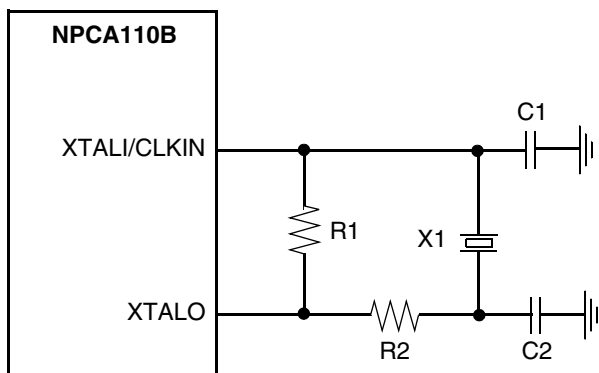 NPCA110B
C1
XTALI/CLKIN
R1
X1
XTALO
R2
C2